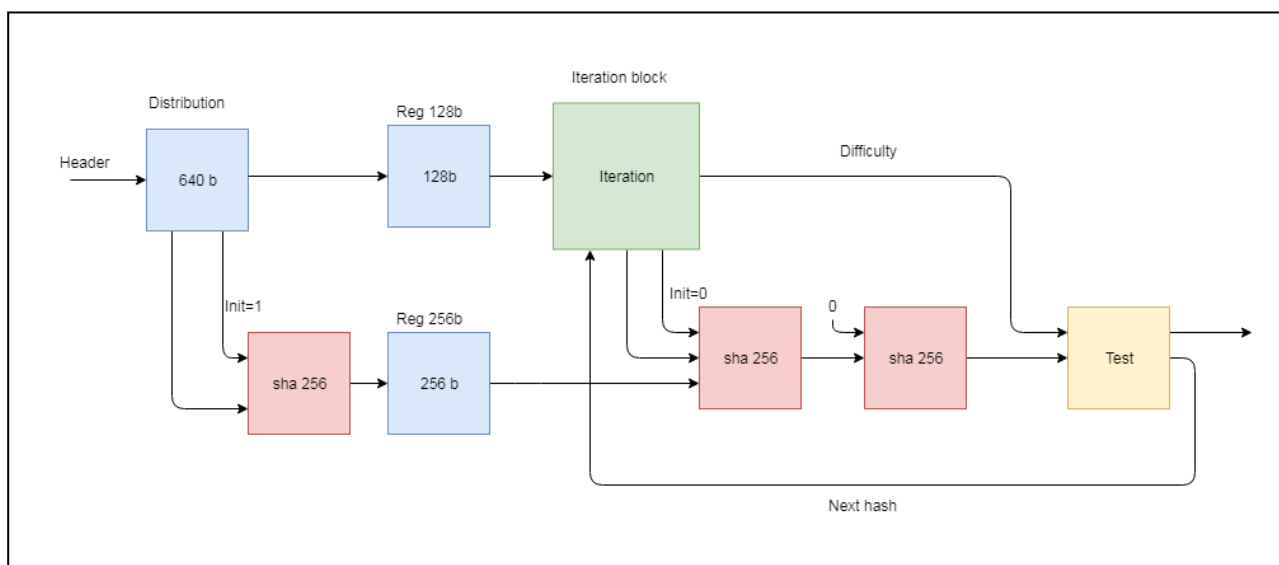 Iteration block
Distribution
Reg 128b
Header
640 b
128b
Iteration
Difficulty
Init=1
Init=0
0
Reg 256b
sha 256
256 b
sha 256
sha 256
Test
Next hash